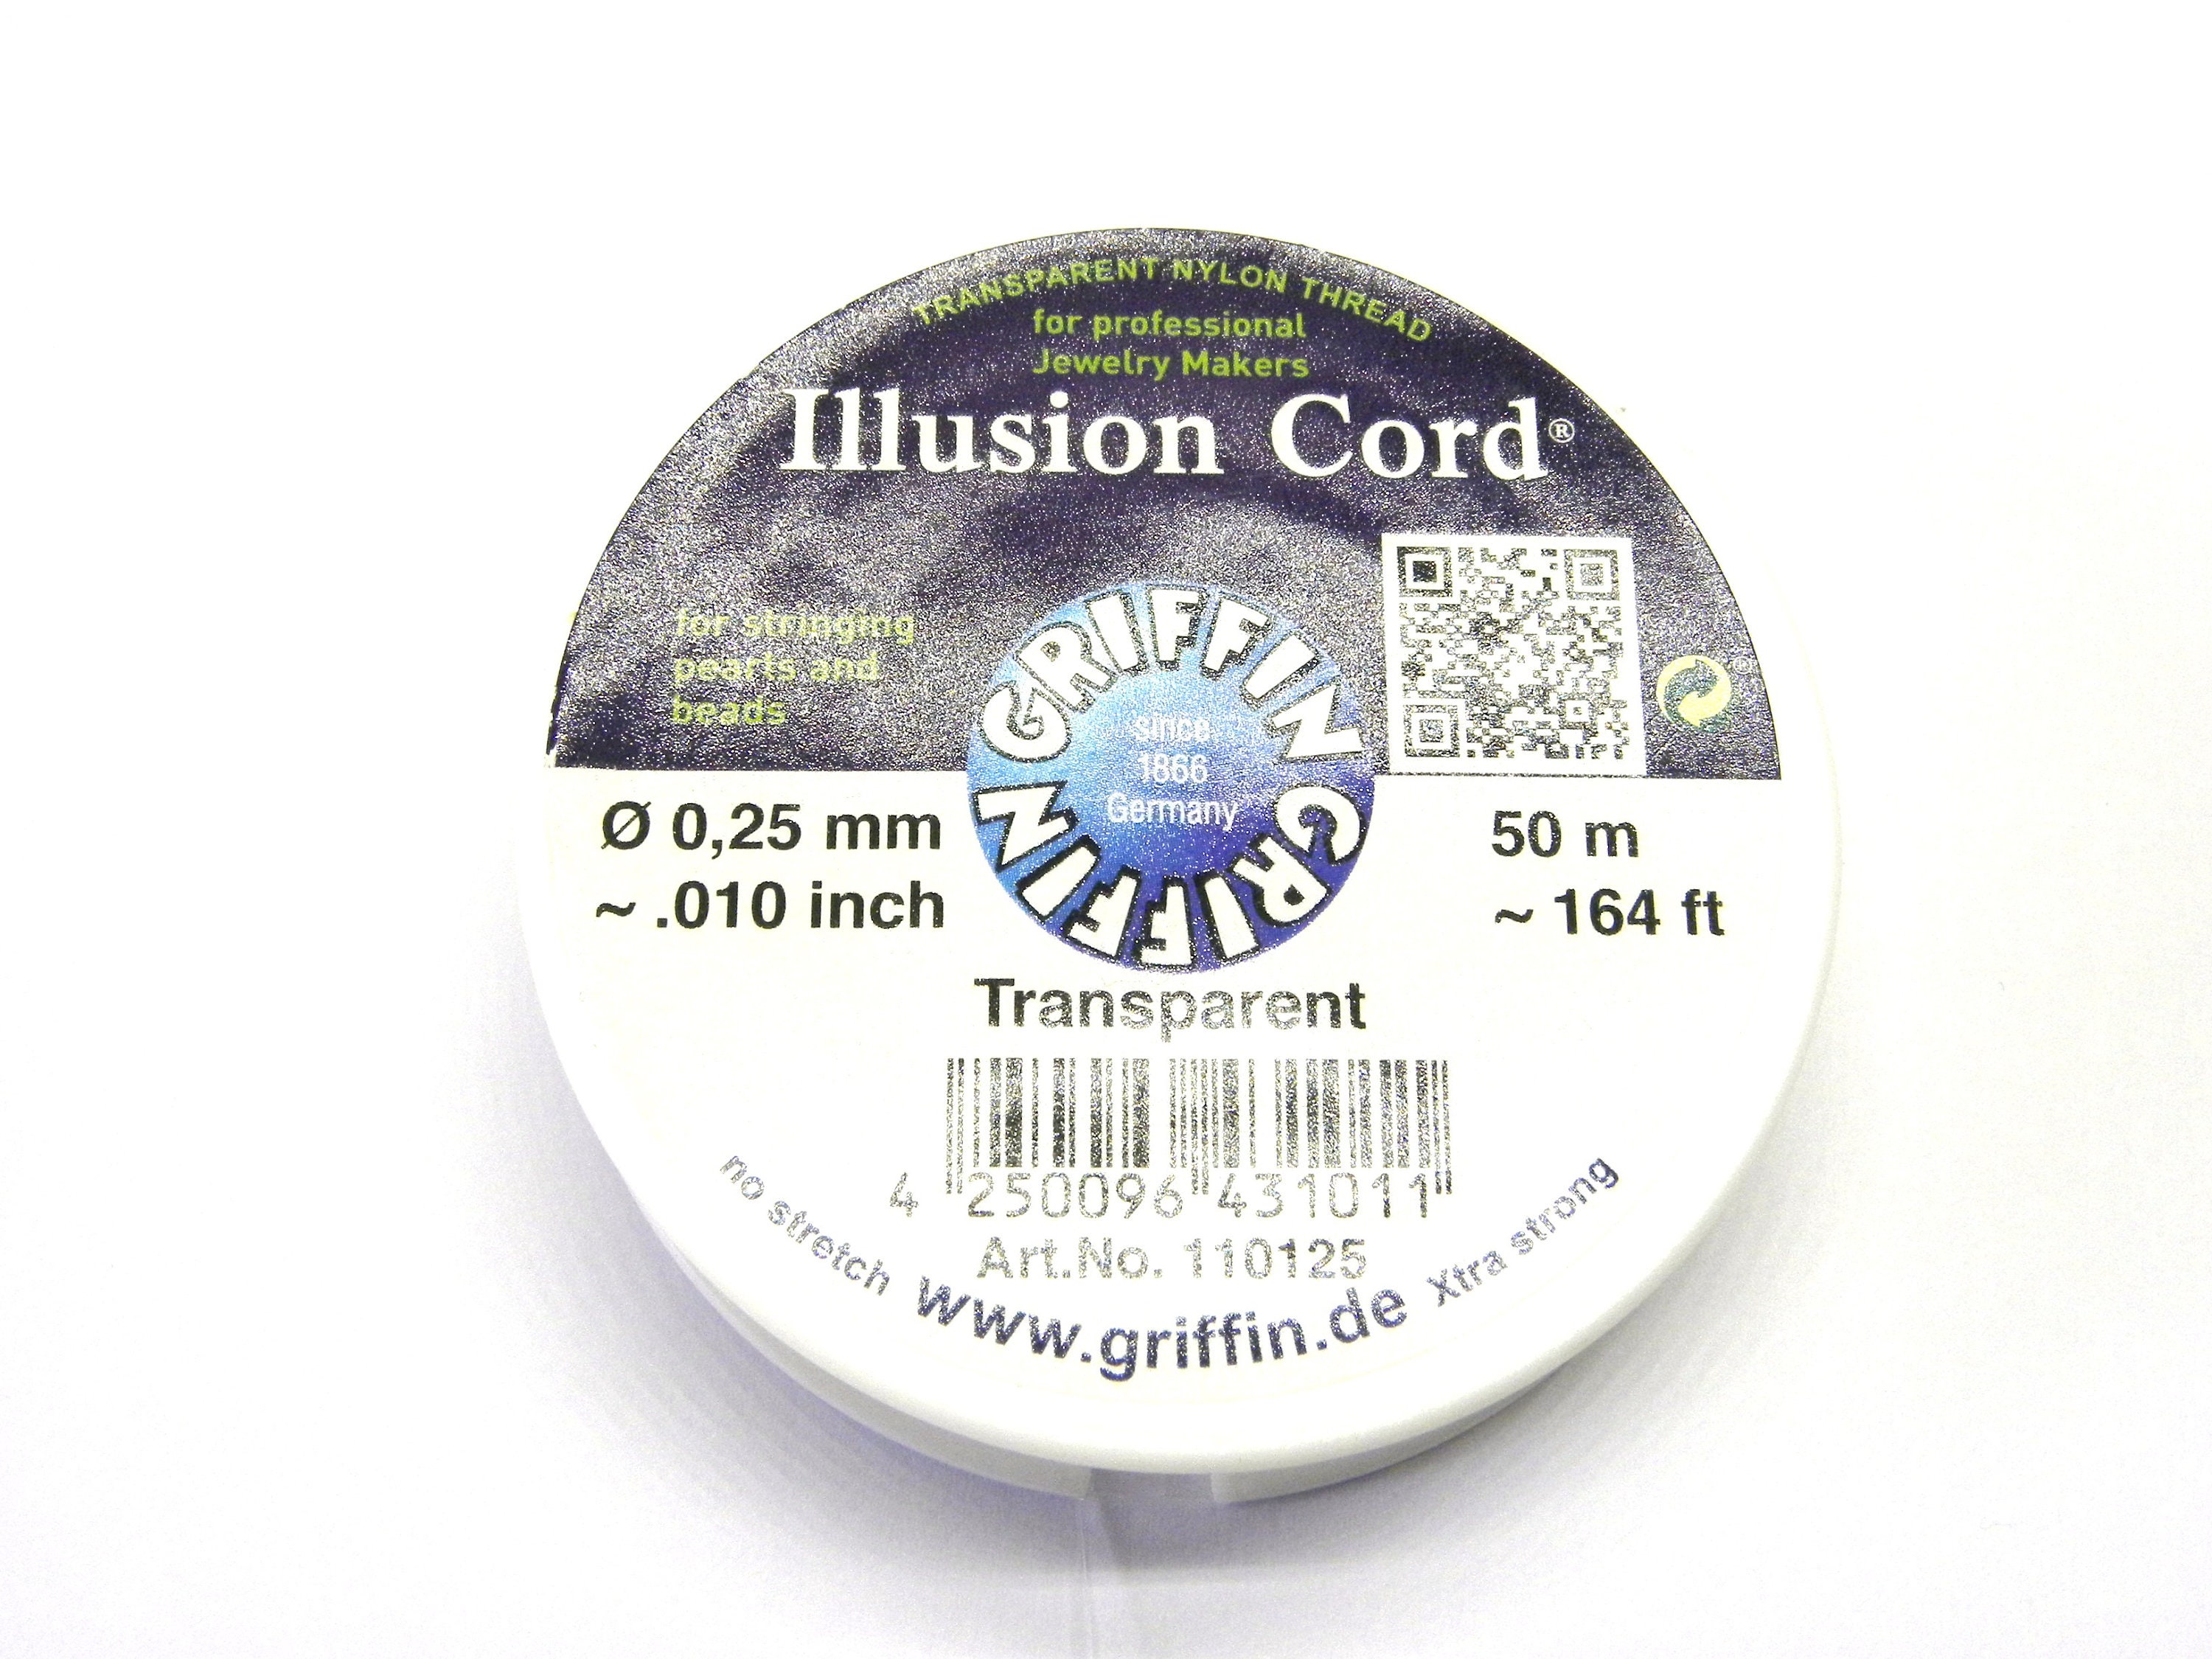 TRANSPARENT NYLON THREAD
for professional
Jewelry Makers
Illusion Cord®
for stringing
pearls and
beads
GRIFFIN GRIFFIN
since
1866
Germany
®
Ø 0,25 mm
~ .010 inch
50 m
~ 164 ft
Transparent
4 250096 431011
Art.No. 110125
no stretch www.griffin.de Xtra strong